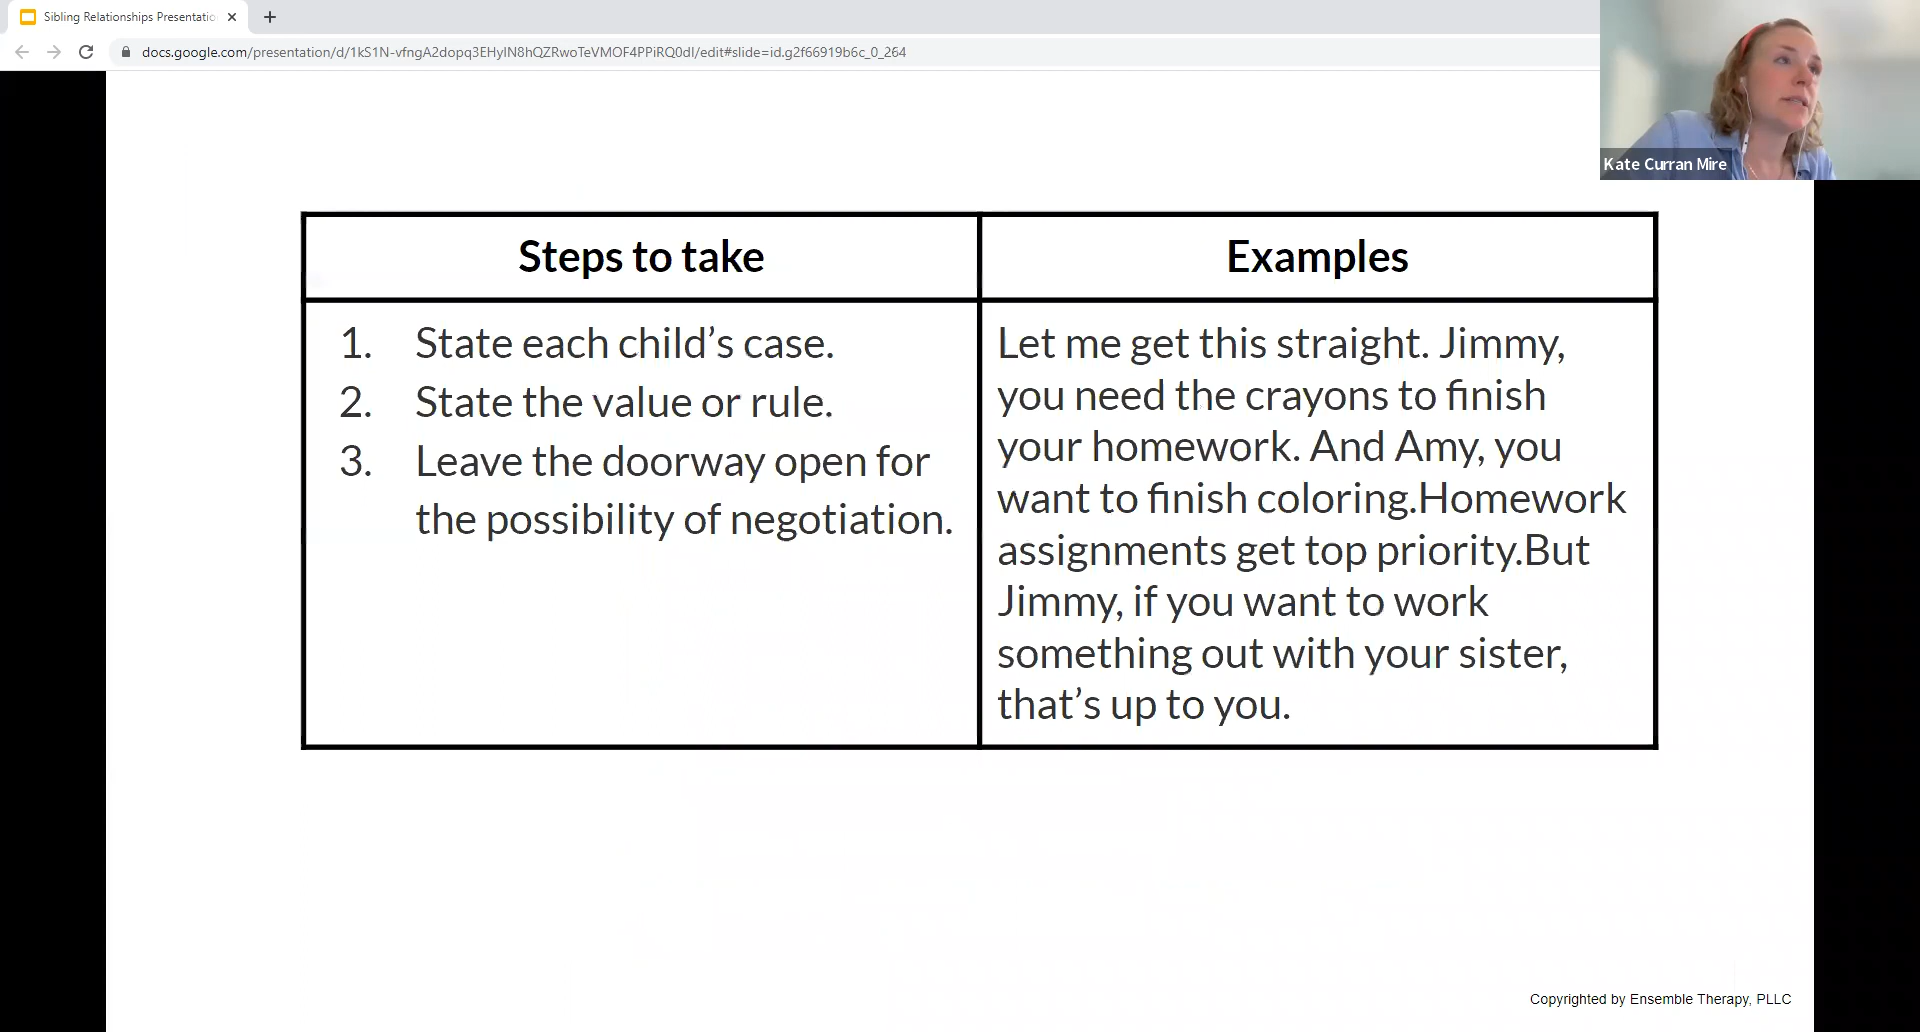 Sibling Relationships Presentatio
docs.google.com/presentation/d/1kS1N-vfngA2dopq3EHyIN8hQZRwoTeVMOF4PPiRQ0dI/edit#slide=id.g2f66919b6c_0_264
Kate Curran Mire
Steps to take
1. State each child’s case.
2. State the value or rule.
3. Leave the doorway open for
the possibility of negotiation.
Examples
Let me get this straight. Jimmy,
you need the crayons to finish
your homework. And Amy, you
want to finish coloring.Homework
assignments get top priority.But
Jimmy, if you want to work
something out with your sister,
that’s up to you.
Copyrighted by Ensemble Therapy, PLLC